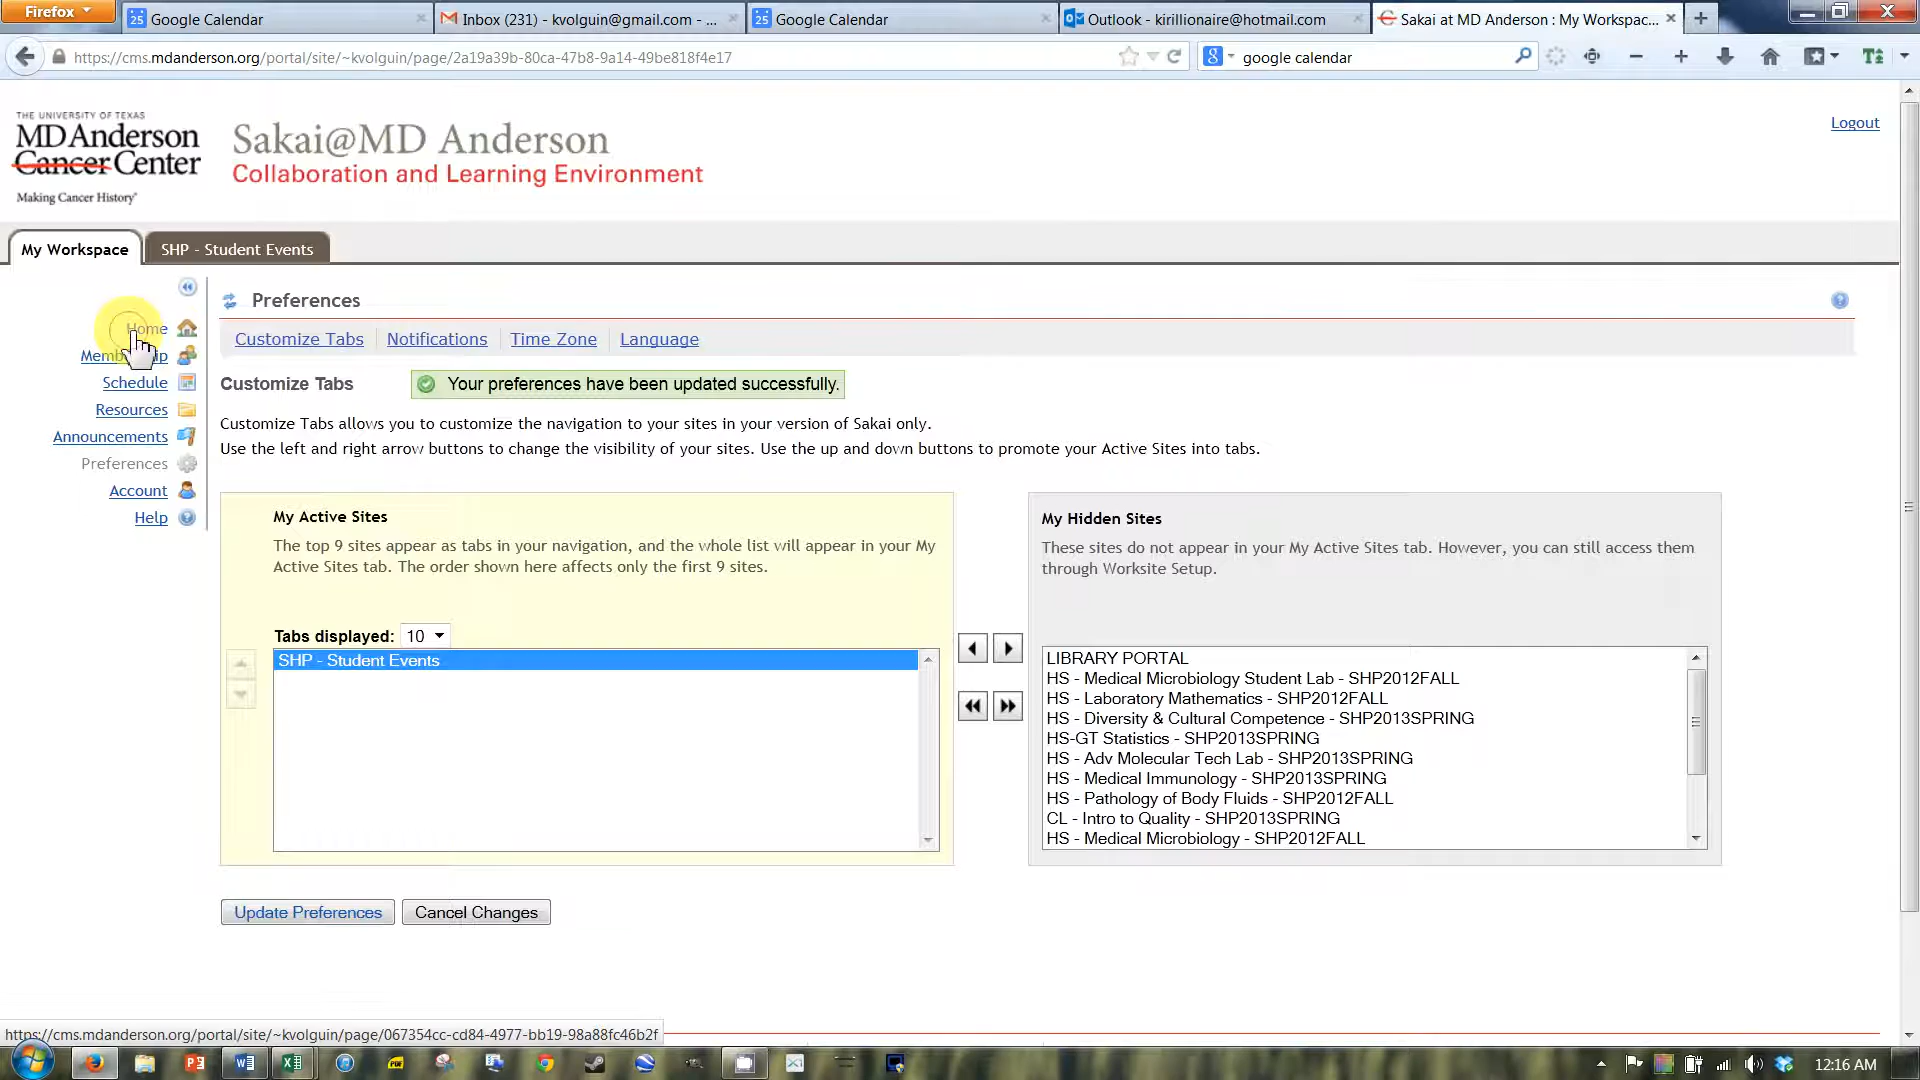 Firefox
25 Google Calendar
Inbox (231) - kvolguin@gmail.com - ...
25 Google Calendar
Outlook - kirillionaire@hotmail.com
Sakai at MD Anderson : My Workspac...
https://cms.mdanderson.org/portal/site/~kvolguin/page/2a19a39b-80ca-47b8-9a14-49be818f4e17
google calendar
THE UNIVERSITY OF TEXAS
MD Anderson
Cancer Center
Making Cancer History®
Sakai@MD Anderson
Collaboration and Learning Environment
Logout
My Workspace
SHP - Student Events
Home
Membership
Schedule
Resources
Announcements
Preferences
Account
Help
Preferences
Customize Tabs
Notifications
Time Zone
Language
Customize Tabs
Your preferences have been updated successfully.
Customize Tabs allows you to customize the navigation to your sites in your version of Sakai only.
Use the left and right arrow buttons to change the visibility of your sites. Use the up and down buttons to promote your Active Sites into tabs.
My Active Sites
The top 9 sites appear as tabs in your navigation, and the whole list will appear in your My
Active Sites tab. The order shown here affects only the first 9 sites.
Tabs displayed: 10
SHP - Student Events
My Hidden Sites
These sites do not appear in your My Active Sites tab. However, you can still access them
through Worksite Setup.
LIBRARY PORTAL
HS - Medical Microbiology Student Lab - SHP2012FALL
HS - Laboratory Mathematics - SHP2012FALL
HS - Diversity & Cultural Competence - SHP2013SPRING
HS-GT Statistics - SHP2013SPRING
HS - Adv Molecular Tech Lab - SHP2013SPRING
HS - Medical Immunology - SHP2013SPRING
HS - Pathology of Body Fluids - SHP2012FALL
CL - Intro to Quality - SHP2013SPRING
HS - Medical Microbiology - SHP2012FALL
Update Preferences
Cancel Changes
https://cms.mdanderson.org/portal/site/~kvolguin/page/067354cc-cd84-4977-bb19-98a88fc46b2f
12:16 AM